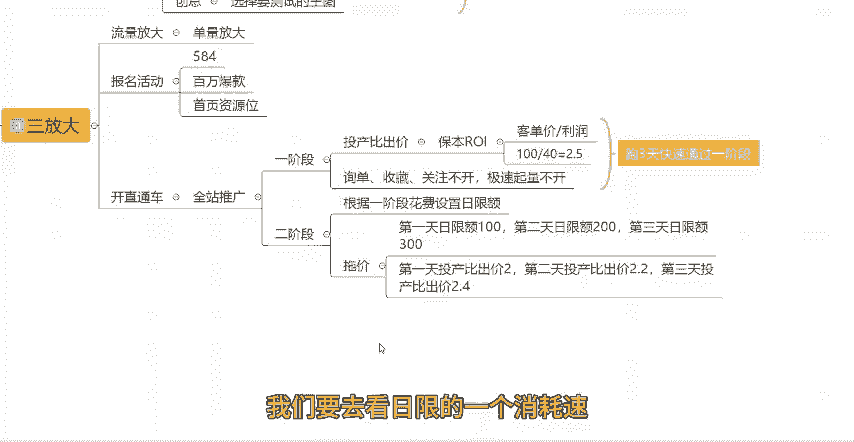 创意 选择要测试的主图
三放大
流量放大 单量放大
报名活动
584
百万爆款
首页资源位
开直通车 全站推广
一阶段
投产比出价 保本ROI
客单价/利润
100/40=2.5
询单、收藏、关注不开，极速起量不开
跑3天快速通过一阶段
二阶段
根据一阶段花费设置日限额
拖价
第一天日限额100，第二天日限额200，第三天日限额
300
第一天投产比出价2，第二天投产比出价2.2，第三天投
产比出价2.4
我们要去看日限的一个消耗速